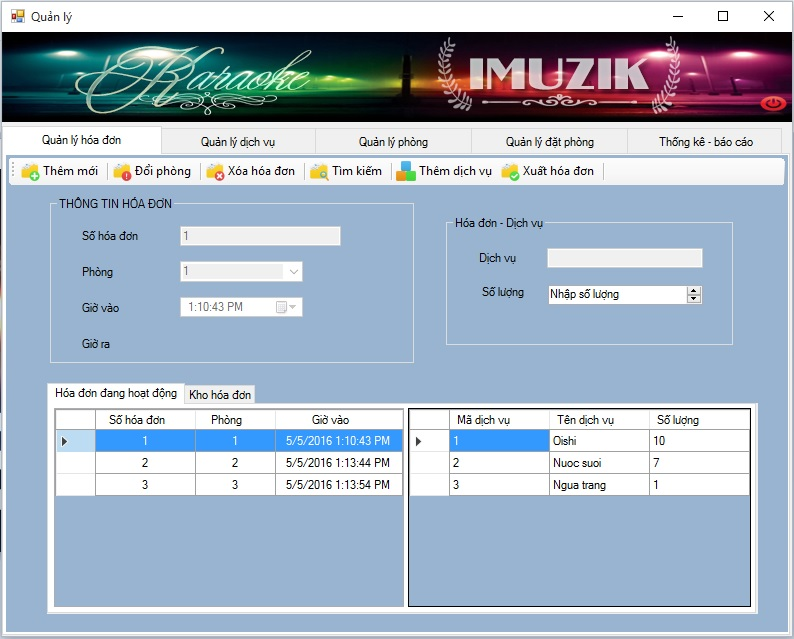 Quản lý
Karaoke IMUZIK
Quản lý hóa đơn Quản lý dịch vụ Quản lý phòng Quản lý đặt phòng Thống kê - báo cáo
Thêm mới Đổi phòng Xóa hóa đơn Tìm kiếm Thêm dịch vụ Xuất hóa đơn
THÔNG TIN HÓA ĐƠN
Số hóa đơn 1
Phòng 1
Giờ vào 1:10:43 PM
Giờ ra
Hóa đơn - Dịch vụ
Dịch vụ
Số lượng Nhập số lượng
Hóa đơn đang hoạt động Kho hóa đơn
Số hóa đơn Phòng Giờ vào
1 1 5/5/2016 1:10:43 PM
2 2 5/5/2016 1:13:44 PM
3 3 5/5/2016 1:13:54 PM
Mã dịch vụ Tên dịch vụ Số lượng
1 Oishi 10
2 Nuoc suoi 7
3 Ngua trang 1